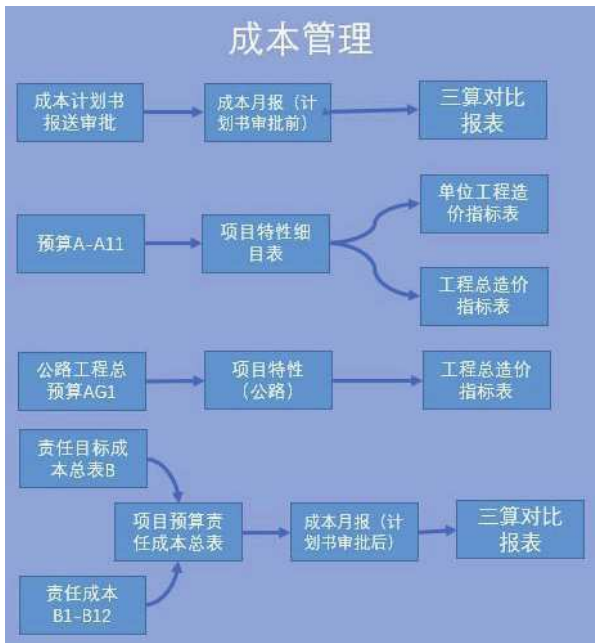 成本管理
成本计划书
报送审批
成本月报（计
划书审批前）
三算对比
报表
预算A-A11
项目特性细
目表
单位工程造
价指标表
工程总造价
指标表
公路工程总
预算AG1
项目特性
（公路）
工程总造价
指标表
责任目标成
本总表B
项目预算责
任成本总表
成本月报（计
划书审批后）
三算对比
报表
责任成本
B1-B12